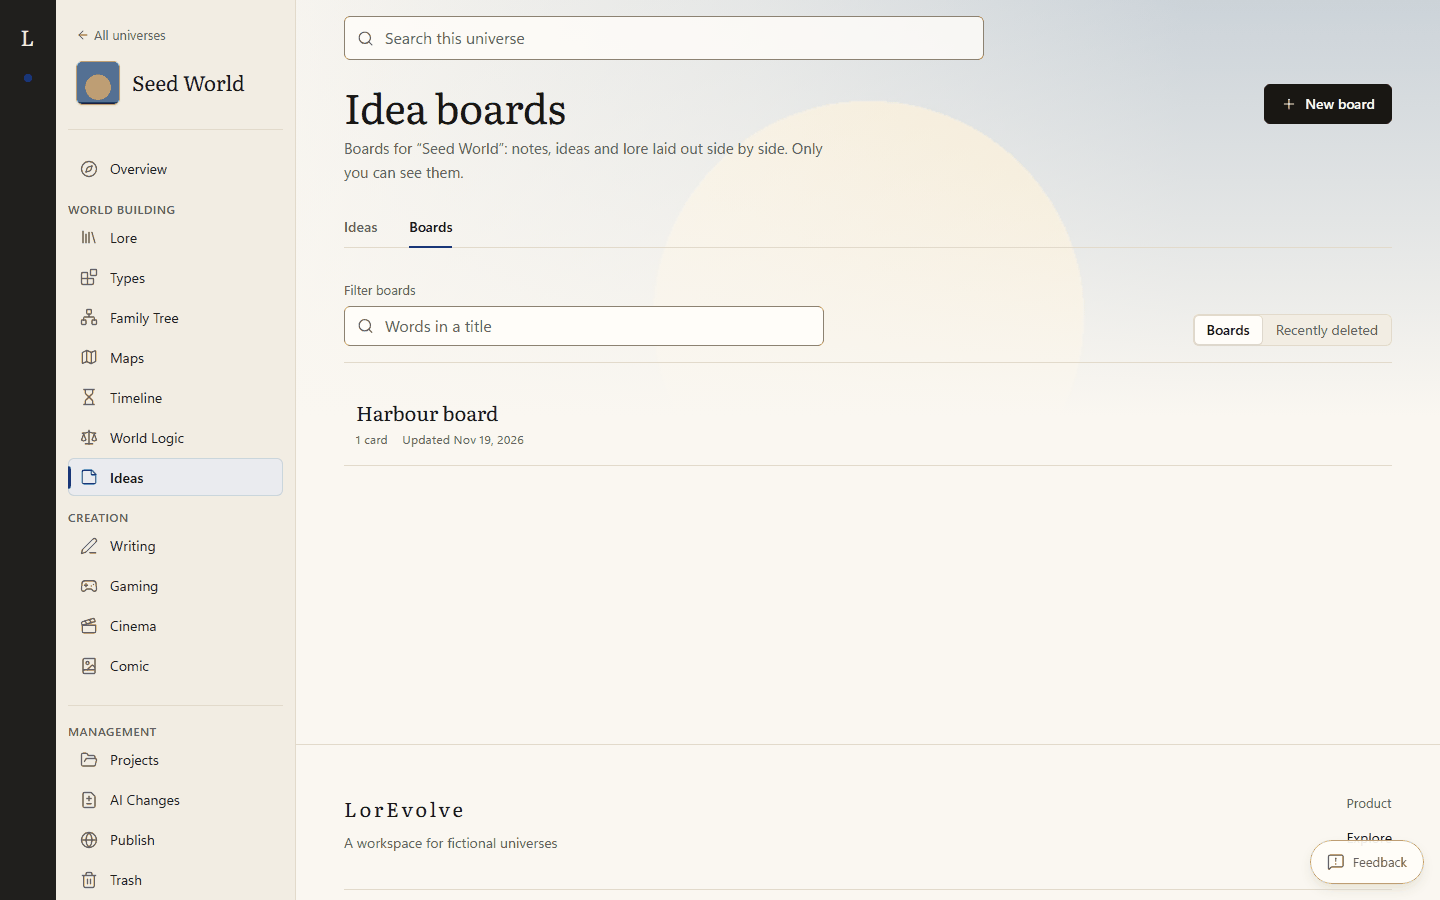 L
All universes
Seed World
Overview
WORLD BUILDING
Lore
Types
Family Tree
Maps
Timeline
World Logic
Ideas
CREATION
Writing
Gaming
Cinema
Comic
MANAGEMENT
Projects
AI Changes
Publish
Trash
Search this universe
Idea boards
New board
Boards for “Seed World”: notes, ideas and lore laid out side by side. Only
you can see them.
Ideas Boards
Filter boards
Words in a title
Boards Recently deleted
Harbour board
1 card Updated Nov 19, 2026
LorEvolve
A workspace for fictional universes
Product
Explore
Feedback